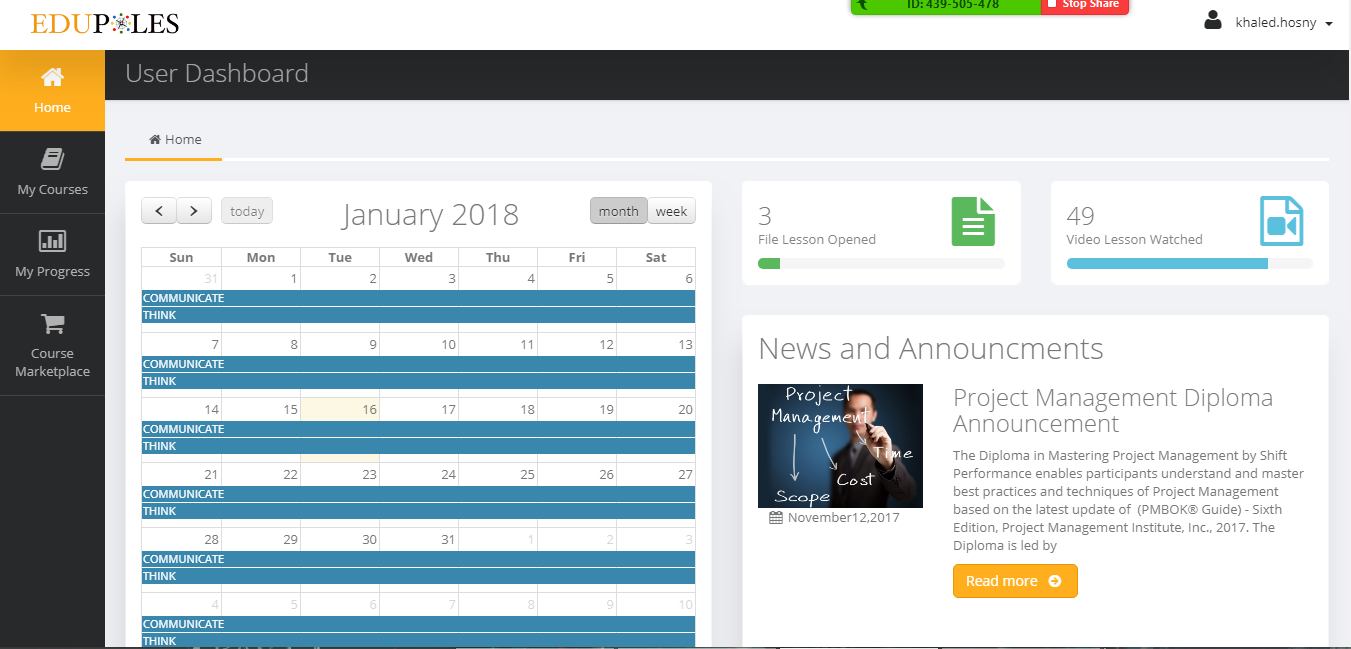 ID: 439-505-478
Stop Share
EDUPOLES
khaled.hosny
Home
My Courses
My Progress
Course
Marketplace
User Dashboard
Home
today
January 2018
month
week
Sun Mon Tue Wed Thu Fri Sat
31 1 2 3 4 5 6
COMMUNICATE
THINK
7 8 9 10 11 12 13
COMMUNICATE
THINK
14 15 16 17 18 19 20
COMMUNICATE
THINK
21 22 23 24 25 26 27
COMMUNICATE
THINK
28 29 30 31 1 2 3
COMMUNICATE
THINK
4 5 6 7 8 9 10
COMMUNICATE
THINK
3
File Lesson Opened
49
Video Lesson Watched
News and Announcments
Project
Management
Time
Cost
Scope
November12,2017
Project Management Diploma
Announcement
The Diploma in Mastering Project Management by Shift
Performance enables participants understand and master
best practices and techniques of Project Management
based on the latest update of (PMBOK® Guide) - Sixth
Edition, Project Management Institute, Inc., 2017. The
Diploma is led by
Read more